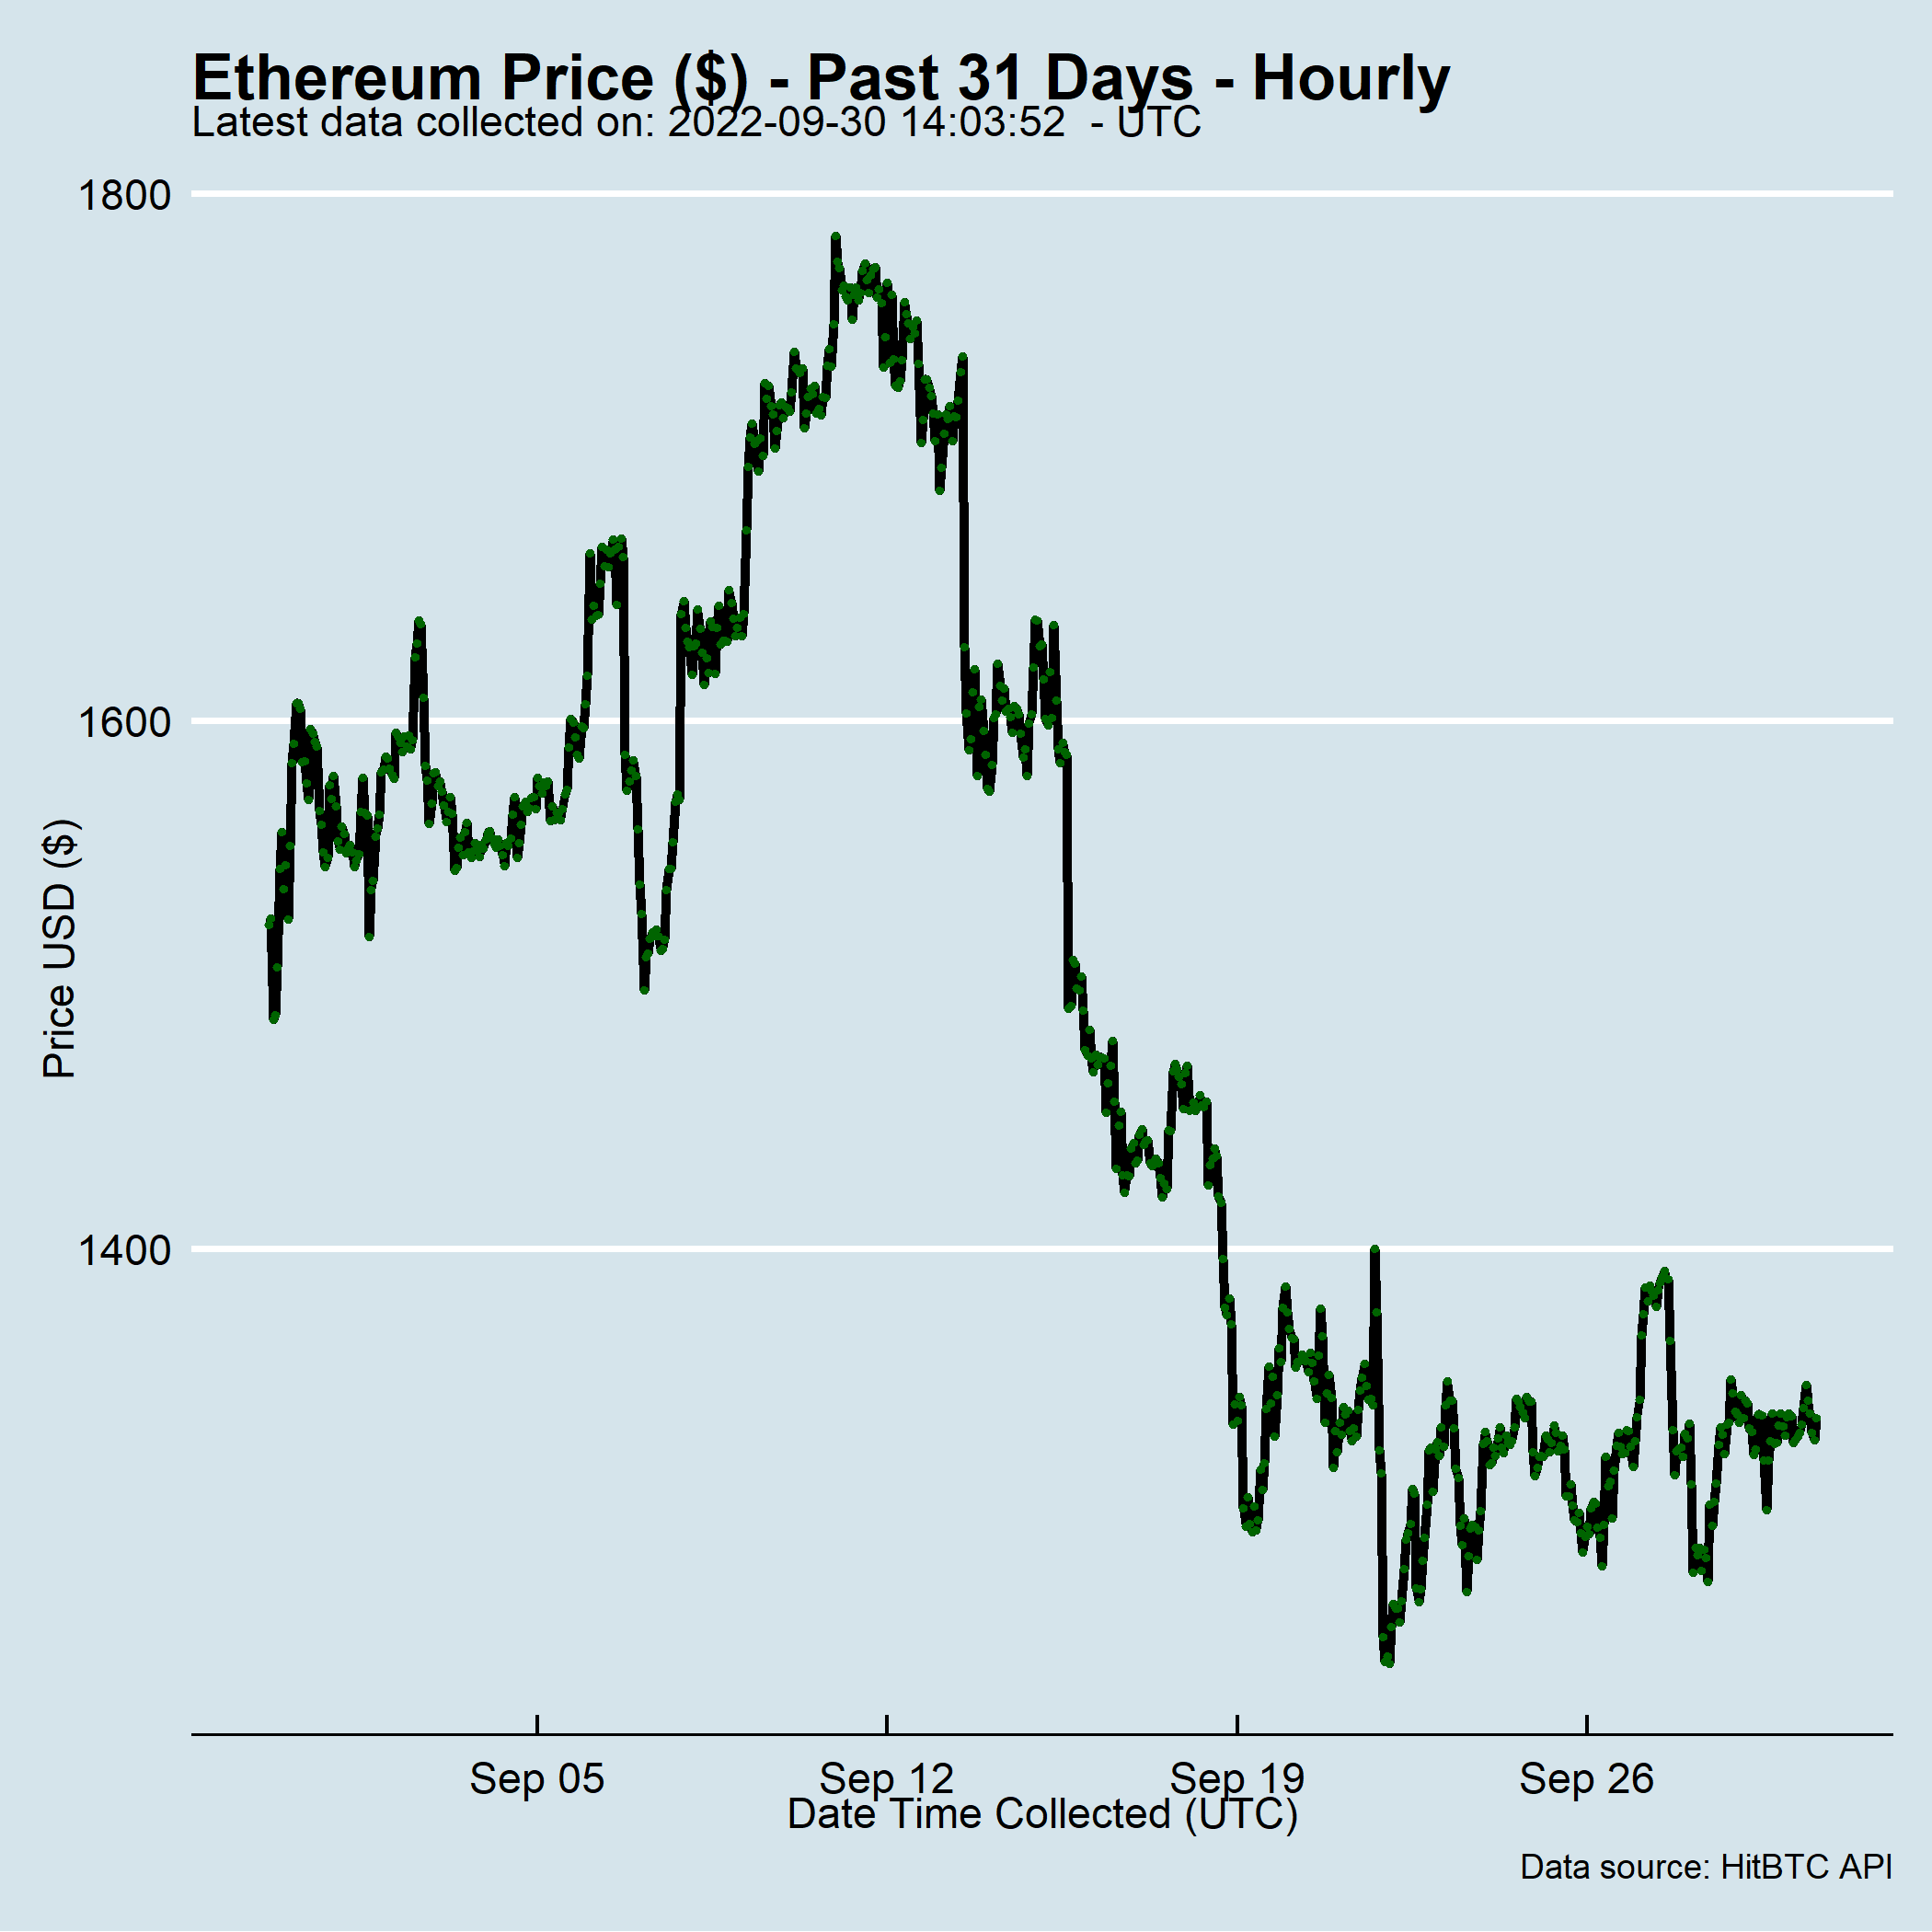 Ethereum Price ($) - Past 31 Days - Hourly
Latest data collected on: 2022-09-30 14:03:52  - UTC
1800
1600
1400
Price USD ($)
Sep 05
Sep 12
Sep 19
Sep 26
Date Time Collected (UTC)
Data source: HitBTC API